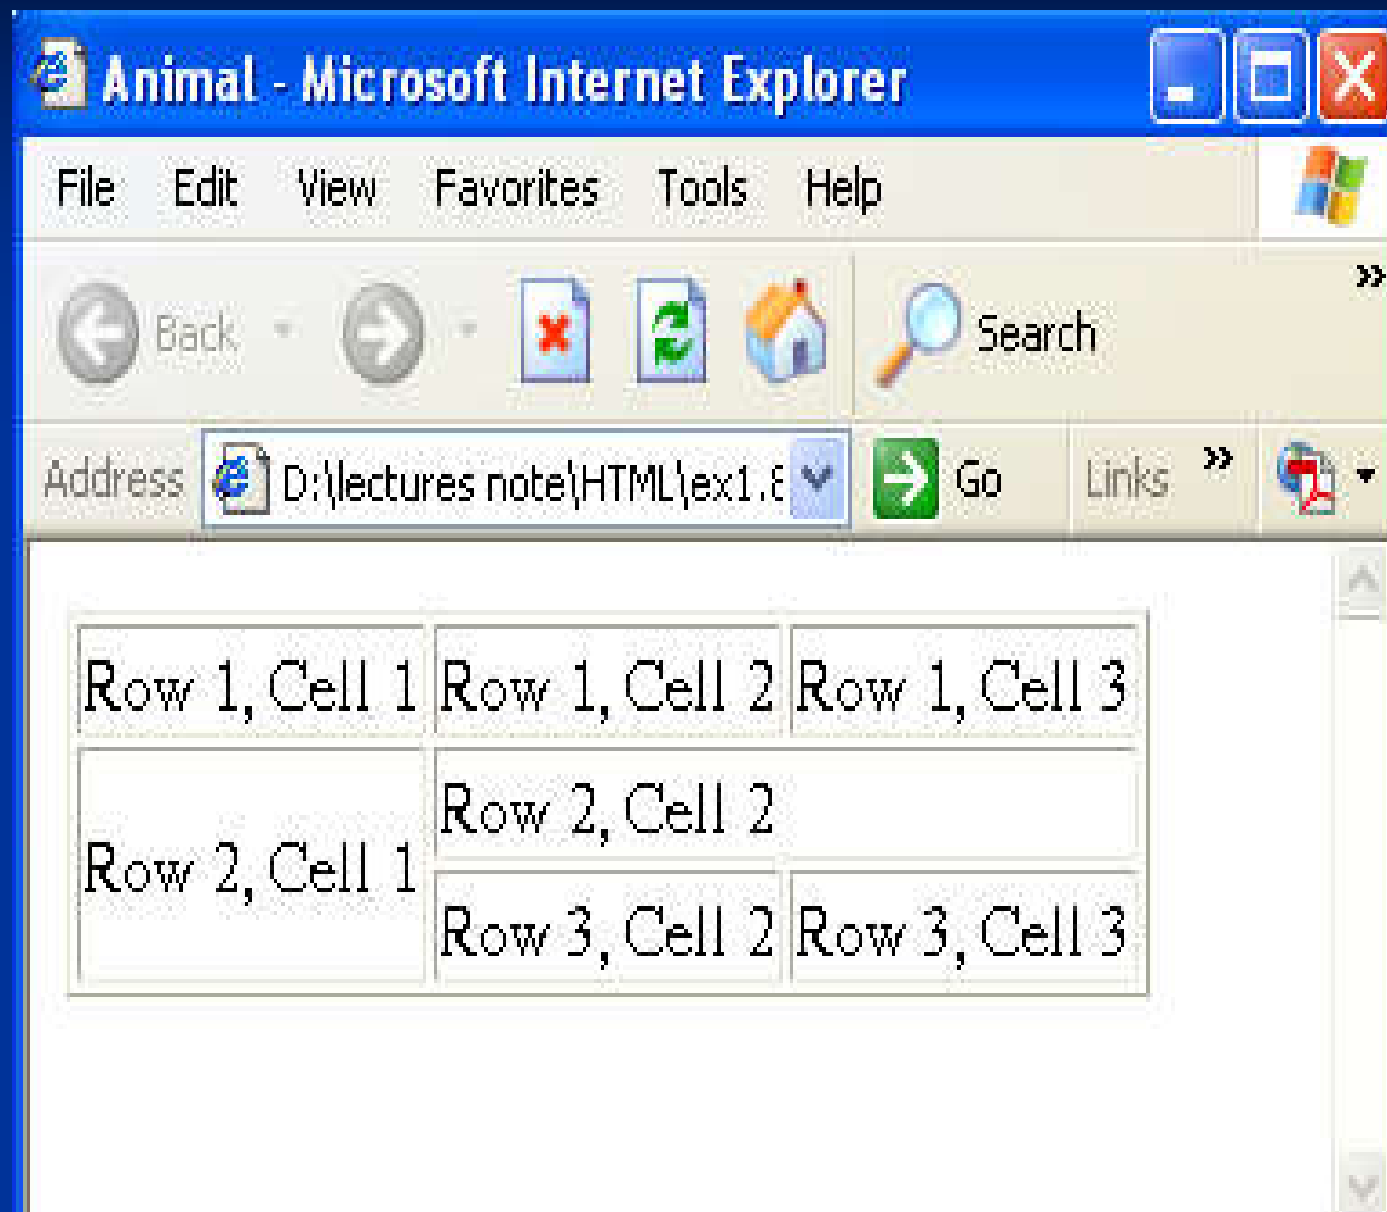 Animal - Microsoft Internet Explorer
File Edit View Favorites Tools Help
Back Search »
Address D:\lectures note\HTML\ex1.8 Go Links »
Row 1, Cell 1 Row 1, Cell 2 Row 1, Cell 3
Row 2, Cell 2
Row 2, Cell 1
Row 3, Cell 2 Row 3, Cell 3